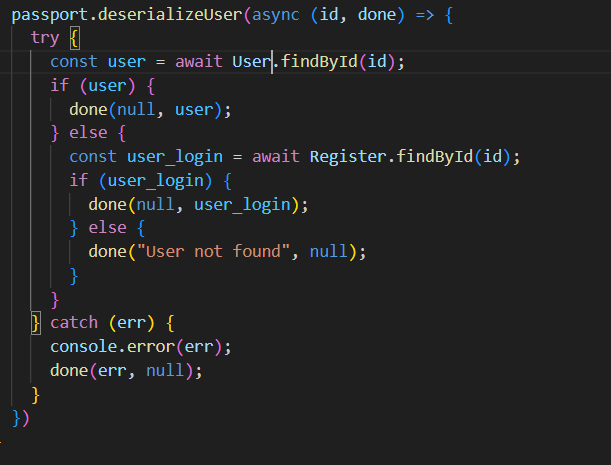 passport.deserializeUser(async (id, done) => {
try {
const user = await User.findById(id);
if (user) {
done(null, user);
} else {
const user_login = await Register.findById(id);
if (user_login) {
done(null, user_login);
} else {
done("User not found", null);
}
}
} catch (err) {
console.error(err);
done(err, null);
}
})